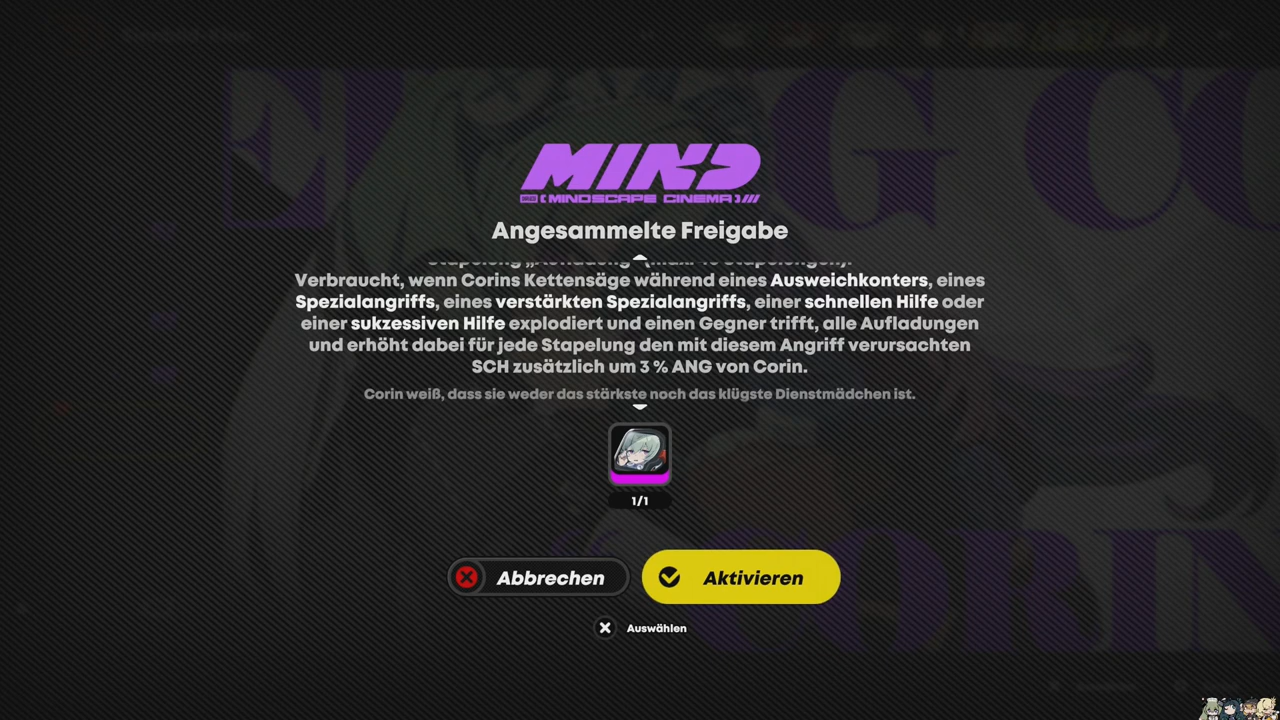 MIND
[ MINDSCAPE CINEMA ]///
Angesammelte Freigabe
Verbraucht, wenn Corins Kettensäge während eines Ausweichkonters, eines
Spezialangriffs, eines verstärkten Spezialangriffs, einer schnellen Hilfe oder
einer sukzessiven Hilfe explodiert und einen Gegner trifft, alle Aufladungen
und erhöht dabei für jede Stapelung den mit diesem Angriff verursachten
SCH zusätzlich um 3 % ANG von Corin.
Corin weiß, dass sie weder das stärkste noch das klügste Dienstmädchen ist.
1/1
Abbrechen
Aktivieren
Auswählen
CORIN